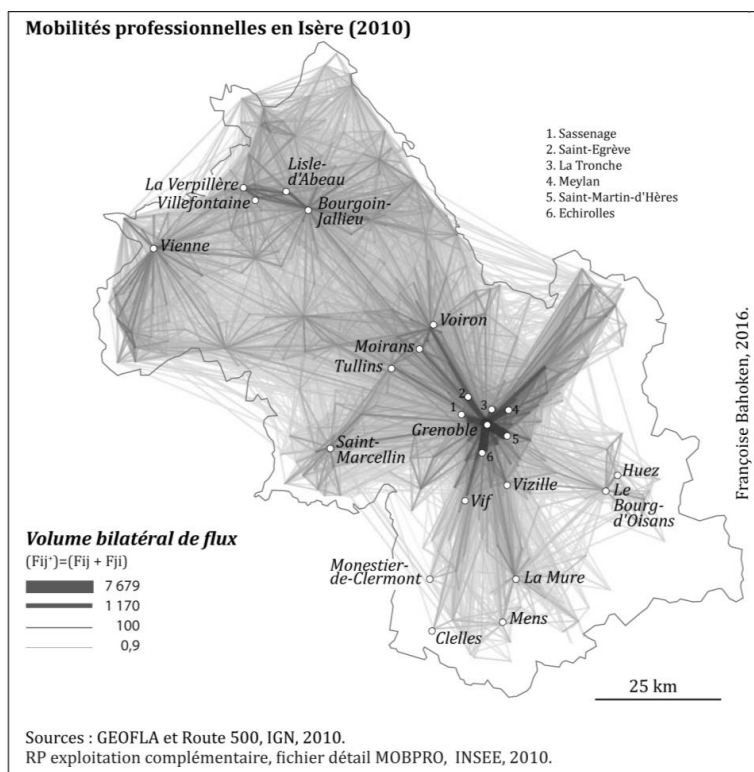 Mobilités professionnelles en Isère (2010)
1. Sassenage
2. Saint-Egrève
3. La Tronche
4. Meylan
5. Saint-Martin-d'Hères
6. Echirolles
Lisle-
d'Abeau
La Verpillère
Villefontaine
Bourgoin-
Jallieu
Vienne
Voiron
Moirans
Tullins
2
3
4
1
Grenoble
5
6
Saint-
Marcellin
Vizille
Vif
Huez
Le
Bourg-
d'Oisans
Monestier-
de-Clermont
La Mure
Mens
Clelles
Françoise Bahoken, 2016.
Volume bilatéral de flux
(Fij⁺)=(Fij + Fji)
7 679
1 170
100
0,9
25 km
Sources : GEOFLA et Route 500, IGN, 2010.
RP exploitation complémentaire, fichier détail MOBPRO, INSEE, 2010.